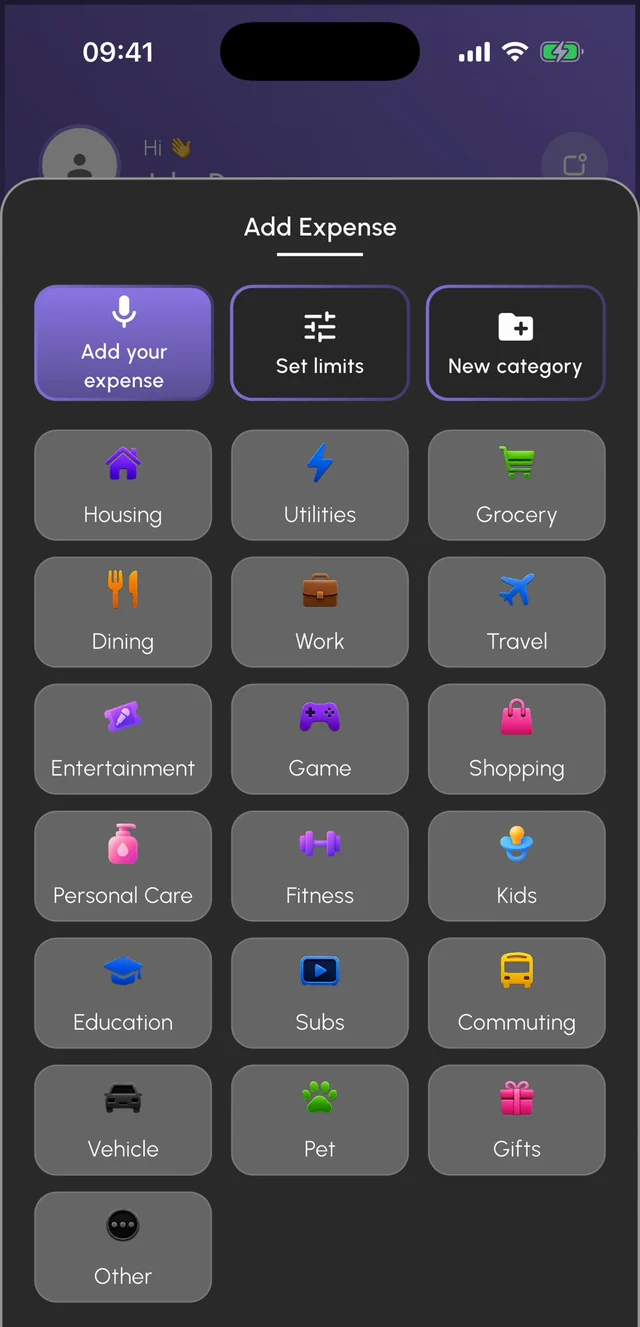 09:41
Hi 👋
Add Expense
Add your
expense
Set limits
New category
Housing
Utilities
Grocery
Dining
Work
Travel
Entertainment
Game
Shopping
Personal Care
Fitness
Kids
Education
Subs
Commuting
Vehicle
Pet
Gifts
Other